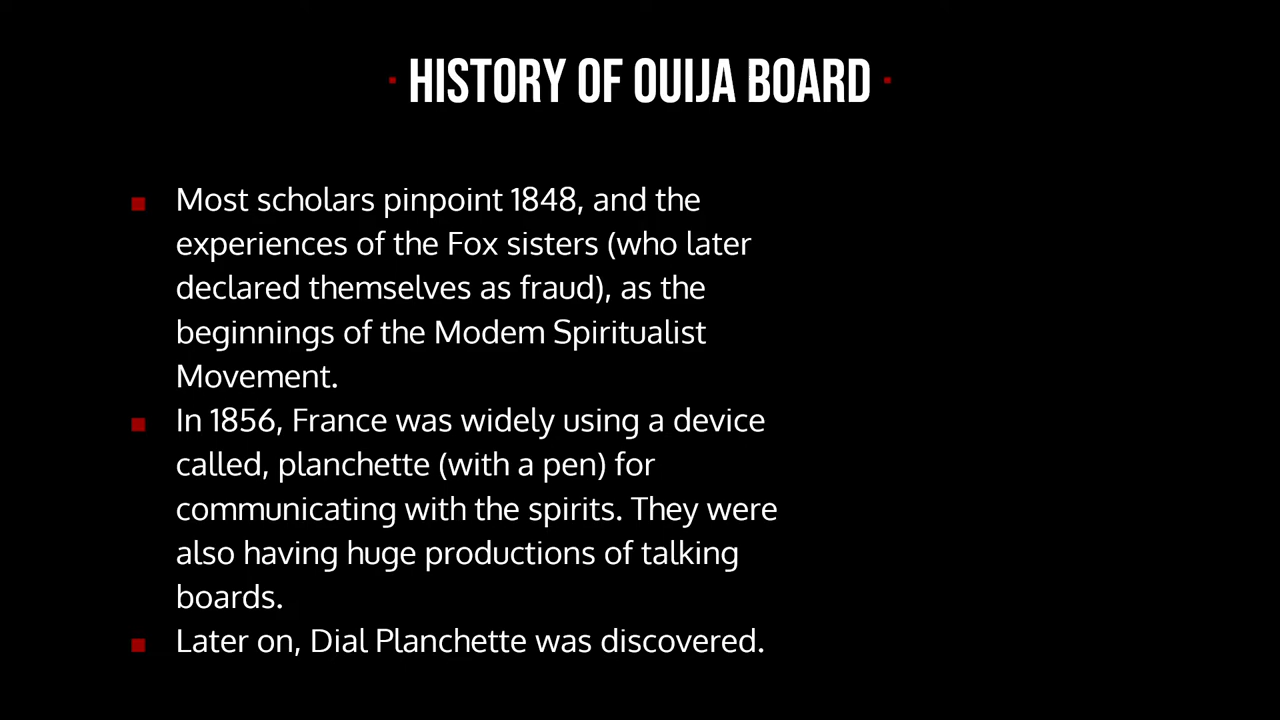 HISTORY OF OUIJA BOARD
Most scholars pinpoint 1848, and the
experiences of the Fox sisters (who later
declared themselves as fraud), as the
beginnings of the Modem Spiritualist
Movement.
In 1856, France was widely using a device
called, planchette (with a pen) for
communicating with the spirits. They were
also having huge productions of talking
boards.
Later on, Dial Planchette was discovered.